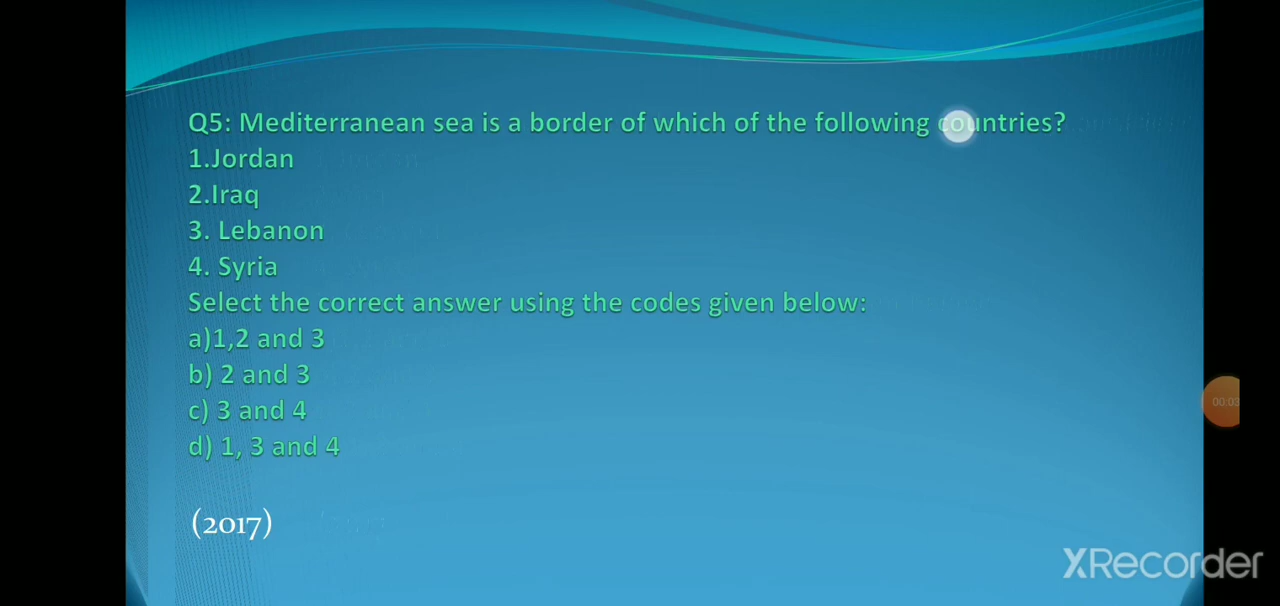 Q5: Mediterranean sea is a border of which of the following countries?
1.Jordan
2.Iraq
3. Lebanon
4. Syria
Select the correct answer using the codes given below:
a)1,2 and 3
b) 2 and 3
c) 3 and 4
d) 1, 3 and 4
(2017)
00:03
XRecorder